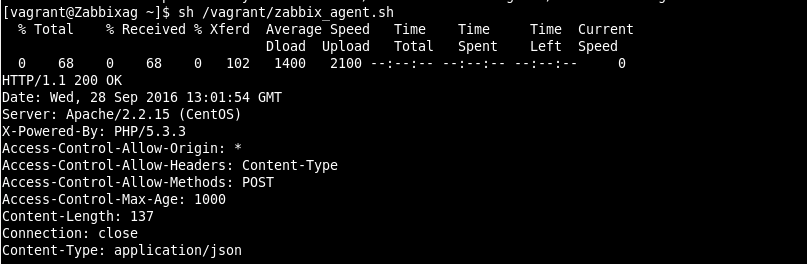 [vagrant@Zabbixag ~]$ sh /vagrant/zabbix_agent.sh
  % Total    % Received % Xferd  Average Speed   Time    Time     Time  Current
                                 Dload  Upload   Total   Spent    Left  Speed
  0    68    0    68    0   102   1400   2100 --:--:-- --:--:-- --:--:--     0
HTTP/1.1 200 OK
Date: Wed, 28 Sep 2016 13:01:54 GMT
Server: Apache/2.2.15 (CentOS)
X-Powered-By: PHP/5.3.3
Access-Control-Allow-Origin: *
Access-Control-Allow-Headers: Content-Type
Access-Control-Allow-Methods: POST
Access-Control-Max-Age: 1000
Content-Length: 137
Connection: close
Content-Type: application/json